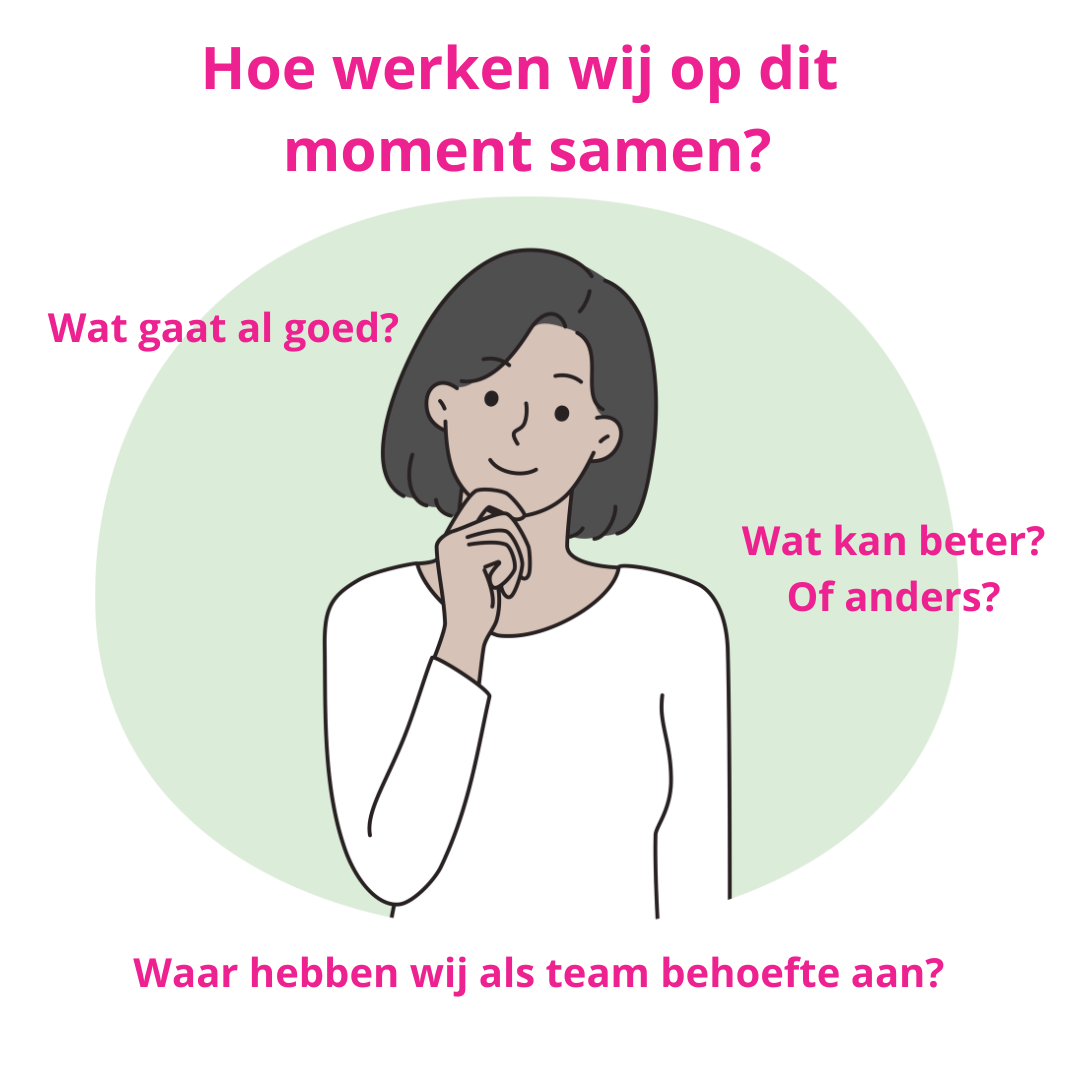 Hoe werken wij op dit
moment samen?
Wat gaat al goed?
Wat kan beter?
Of anders?
Waar hebben wij als team behoefte aan?